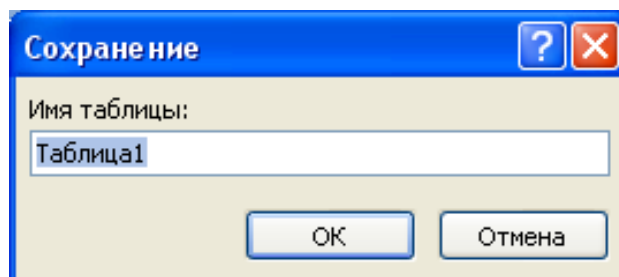 Сохранение
?
Имя таблицы:
Таблица1
ОК Отмена